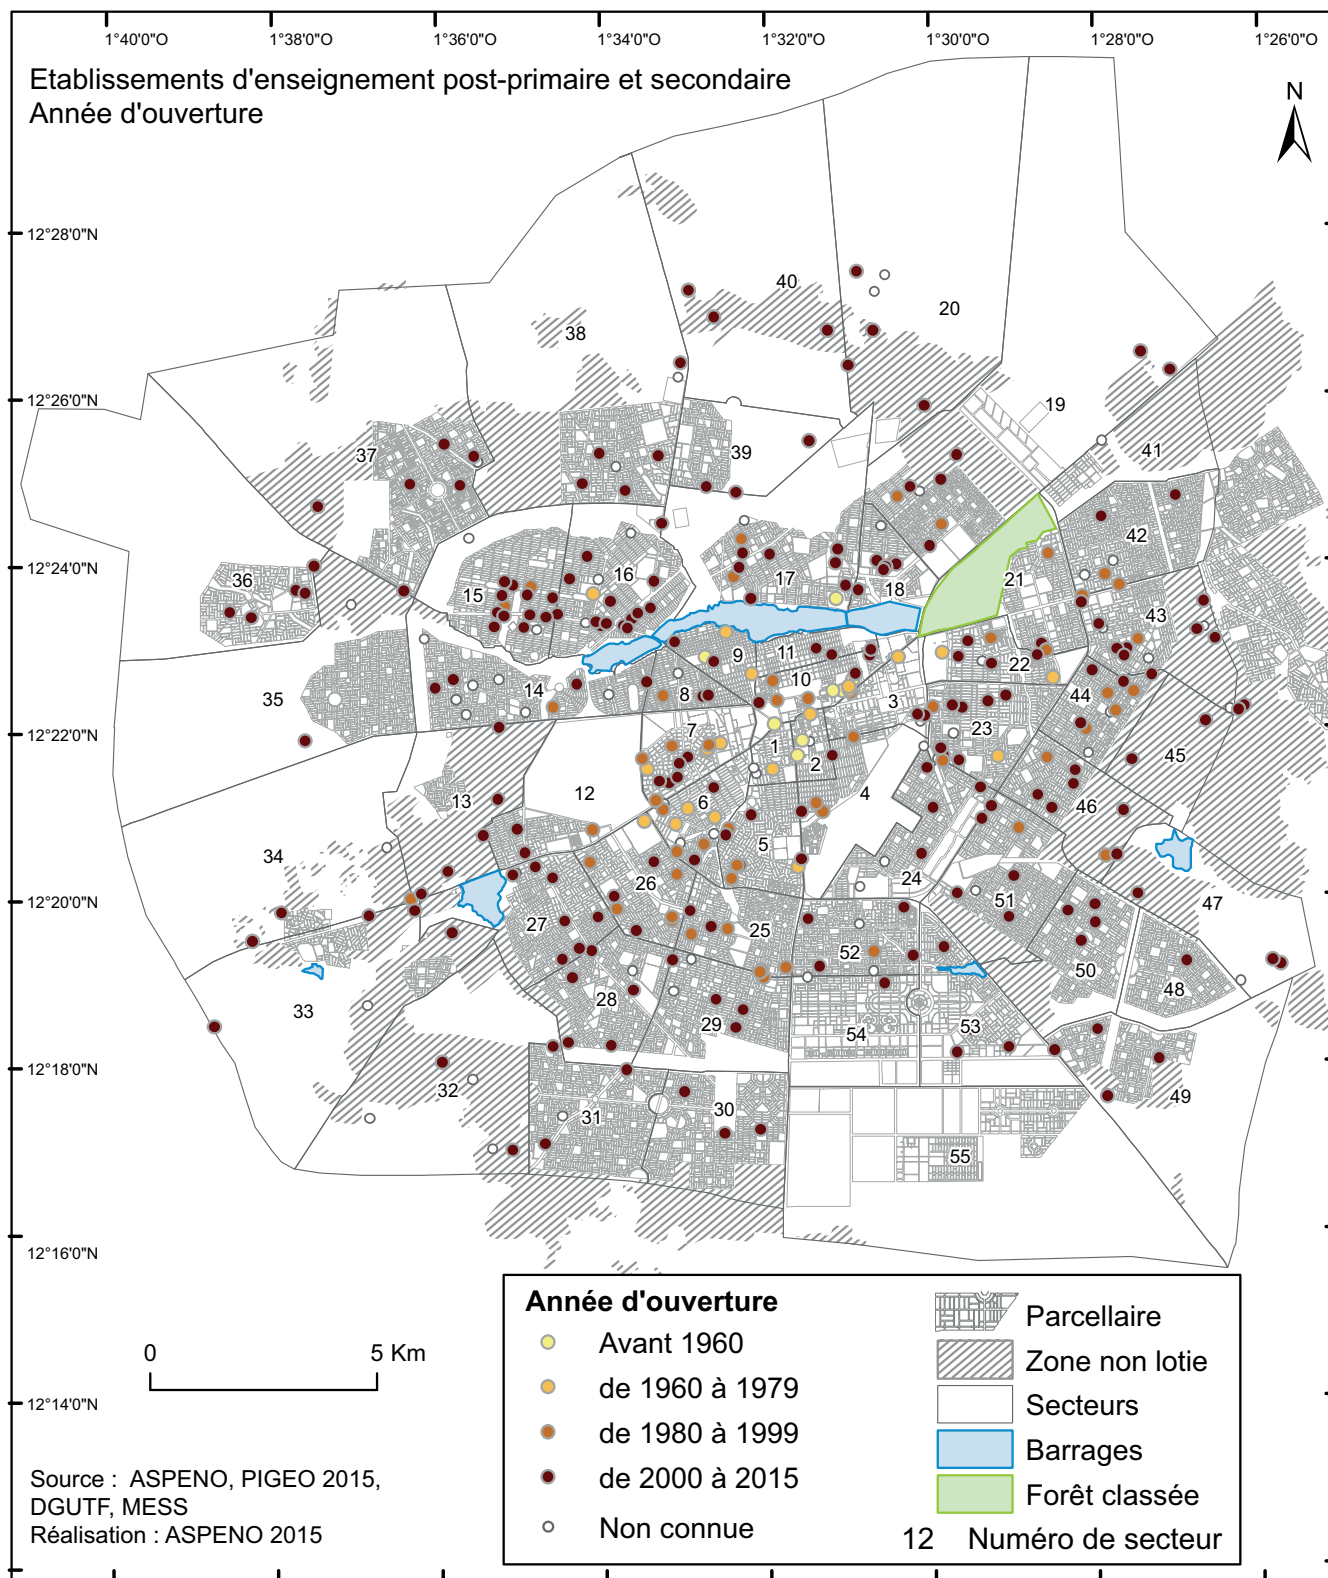 1°40'0"O 1°38'0"O 1°36'0"O 1°34'0"O 1°32'0"O 1°30'0"O 1°28'0"O 1°26'0"O
Etablissements d'enseignement post-primaire et secondaire
Année d'ouverture
N
12°28'0"N
12°26'0"N
12°24'0"N
12°22'0"N
12°20'0"N
12°18'0"N
12°16'0"N
12°14'0"N
40
20
38
19
39
37
41
42
36
16
15
17
18
21
43
9
11
22
8
10
14
35
3
44
23
7
1
2
45
13
12
4
6
46
34
5
26
24
51
47
27
25
52
50
48
33
28
29
54
53
32
31
30
49
55
Année d'ouverture
Avant 1960
de 1960 à 1979
de 1980 à 1999
de 2000 à 2015
Non connue
Parcellaire
Zone non lotie
Secteurs
Barrages
Forêt classée
12 Numéro de secteur
0 5 Km
Source : ASPENO, PIGEO 2015,
DGUTF, MESS
Réalisation : ASPENO 2015